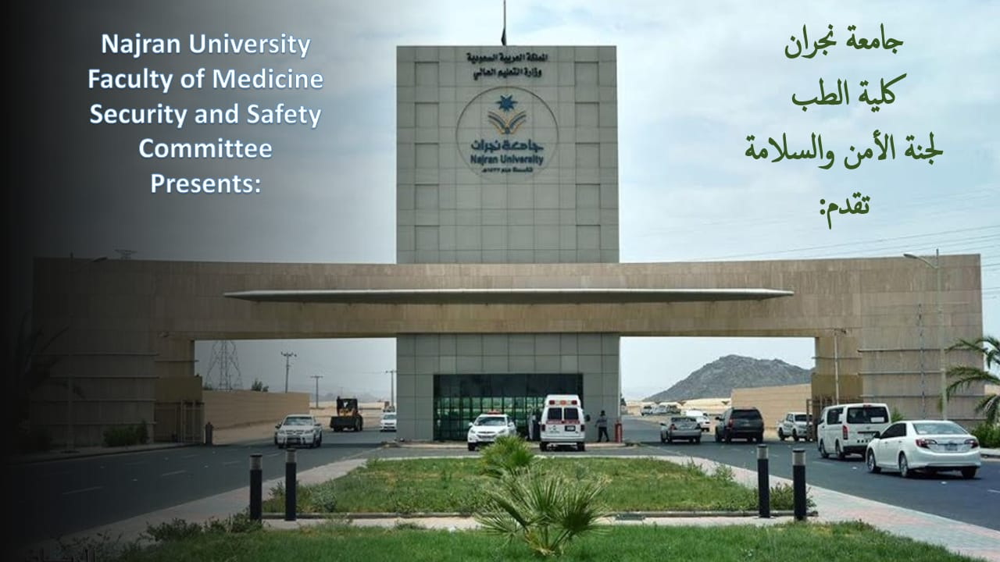 Najran University
Faculty of Medicine
Security and Safety
Committee
Presents:
جامعة نجران
كلية الطب
لجنة الأمن والسلامة
تقدم:
المملكة العربية السعودية
وزارة التعليم العالي
جامعة نجران
Najran University